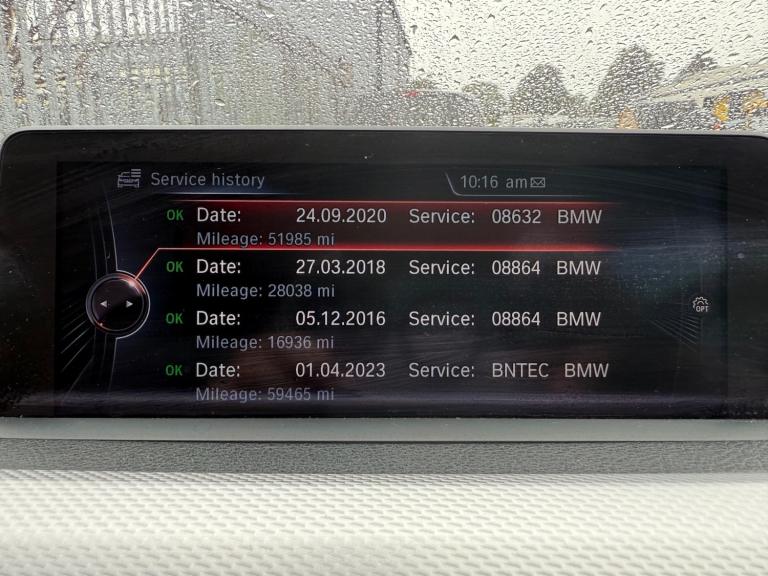 Service history 10:16 am
OK Date: 24.09.2020 Service: 08632 BMW
Mileage: 51985 mi
OK Date: 27.03.2018 Service: 08864 BMW
Mileage: 28038 mi
OK Date: 05.12.2016 Service: 08864 BMW
Mileage: 16936 mi
OK Date: 01.04.2023 Service: BNTEC BMW
Mileage: 59465 mi
OPT